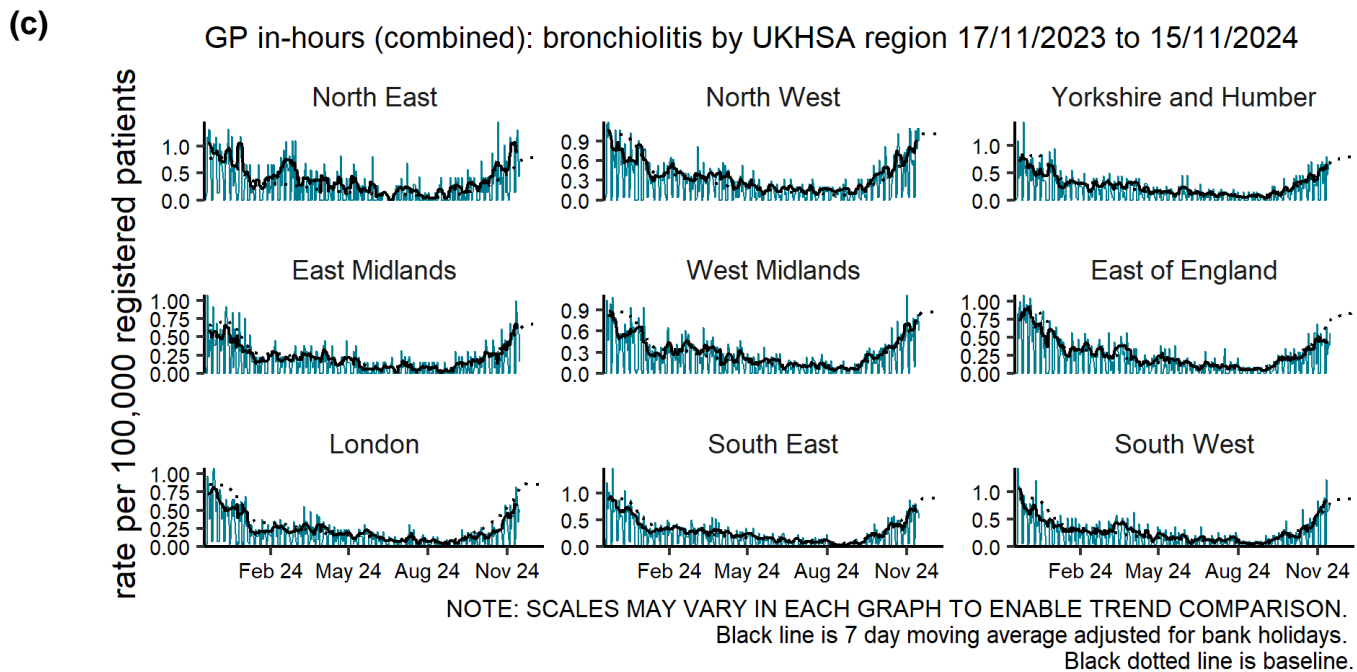 (c)
GP in-hours (combined): bronchiolitis by UKHSA region 17/11/2023 to 15/11/2024
rate per 100,000 registered patients
North East
1.0
0.5
0.0
North West
0.9
0.6
0.3
0.0
Yorkshire and Humber
1.0
0.5
0.0
East Midlands
1.00
0.75
0.50
0.25
0.00
West Midlands
0.9
0.6
0.3
0.0
East of England
1.00
0.75
0.50
0.25
0.00
London
1.00
0.75
0.50
0.25
0.00
South East
1.0
0.5
0.0
South West
1.0
0.5
0.0
Feb 24 May 24 Aug 24 Nov 24
Feb 24 May 24 Aug 24 Nov 24
Feb 24 May 24 Aug 24 Nov 24
NOTE: SCALES MAY VARY IN EACH GRAPH TO ENABLE TREND COMPARISON.
Black line is 7 day moving average adjusted for bank holidays.
Black dotted line is baseline.